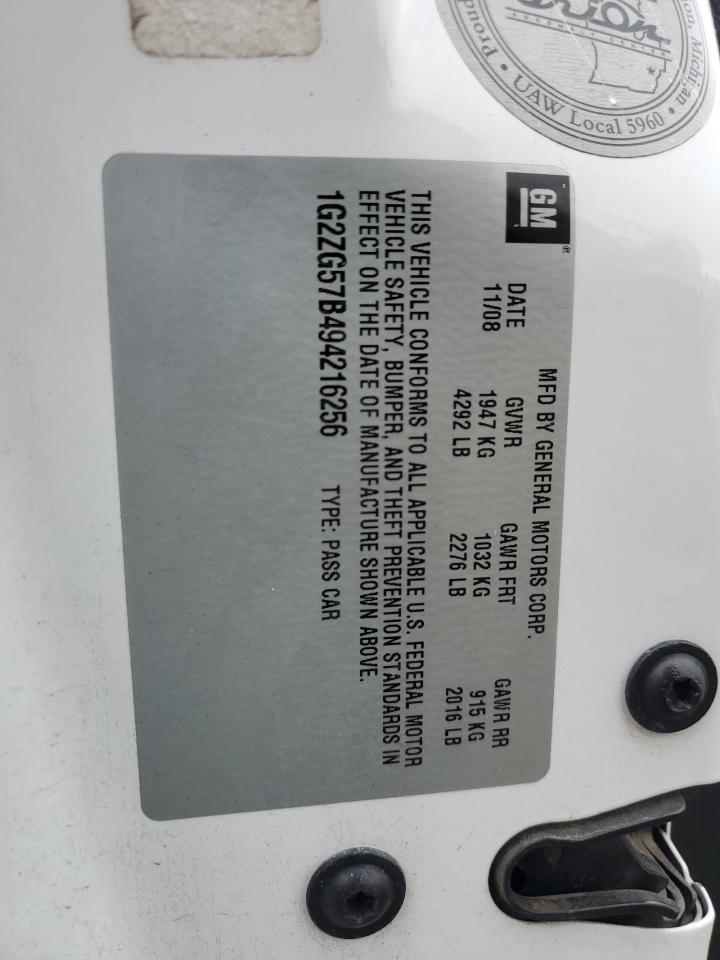 GM ®
MFD BY GENERAL MOTORS CORP.
DATE GVWR GAWR FRT GAWR RR
11/08 1947 KG 1032 KG 915 KG
4292 LB 2276 LB 2016 LB
THIS VEHICLE CONFORMS TO ALL APPLICABLE U.S. FEDERAL MOTOR
VEHICLE SAFETY, BUMPER, AND THEFT PREVENTION STANDARDS IN
EFFECT ON THE DATE OF MANUFACTURE SHOWN ABOVE.
1G2ZG57B494216256 TYPE: PASS CAR
Michigan • UAW Local 5960 •